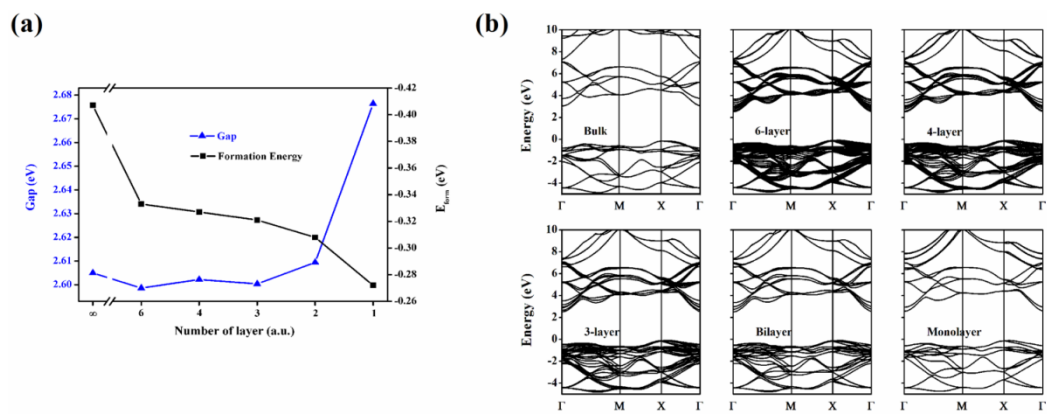 (a)
Gap (eV)
2.68
2.67
2.66
2.65
2.64
2.63
2.62
2.61
2.60
Gap
Formation Energy
-0.42
-0.40
-0.38
-0.36
-0.34
-0.32
-0.30
-0.28
-0.26
E_form (eV)
∞ 6 4 3 2 1
Number of layer (a.u.)
(b)
Energy (eV)
10
8
6
4
2
0
-2
-4
Bulk
6-layer
4-layer
Γ M X Γ
Γ M X Γ
Γ M X Γ
Energy (eV)
10
8
6
4
2
0
-2
-4
3-layer
Bilayer
Monolayer
Γ M X Γ
Γ M X Γ
Γ M X Γ